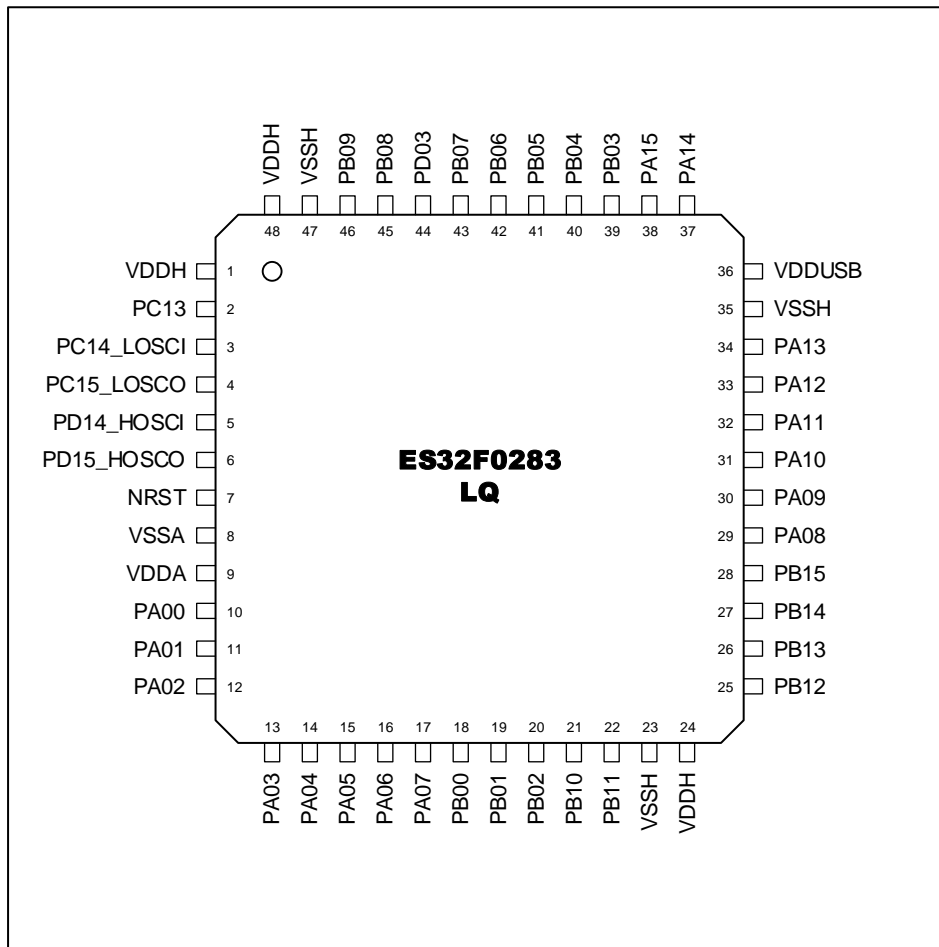 VDDH
VSSH
PB09
PB08
PD03
PB07
PB06
PB05
PB04
PB03
PA15
PA14
48 47 46 45 44 43 42 41 40 39 38 37
VDDH 1
PC13 2
PC14_LOSCI 3
PC15_LOSCO 4
PD14_HOSCI 5
PD15_HOSCO 6
NRST 7
VSSA 8
VDDA 9
PA00 10
PA01 11
PA02 12
ES32F0283
LQ
36 VDDUSB
35 VSSH
34 PA13
33 PA12
32 PA11
31 PA10
30 PA09
29 PA08
28 PB15
27 PB14
26 PB13
25 PB12
13 14 15 16 17 18 19 20 21 22 23 24
PA03
PA04
PA05
PA06
PA07
PB00
PB01
PB02
PB10
PB11
VSSH
VDDH